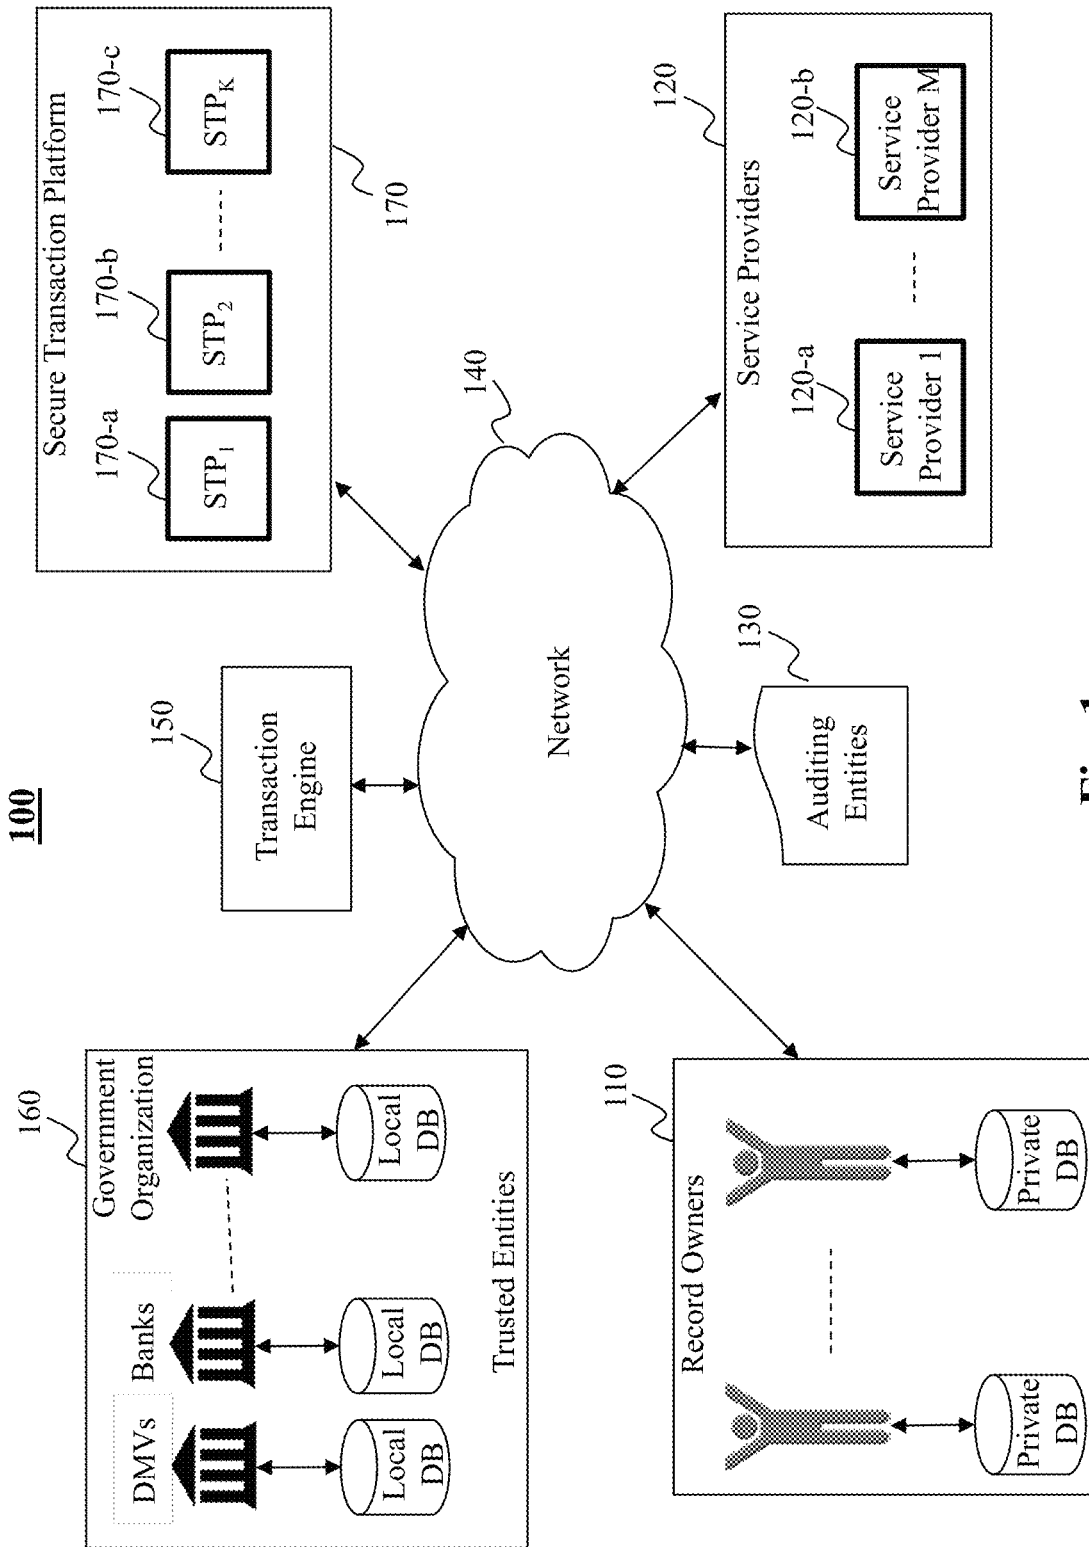 100
160
Government
Organization
DMVs
Banks
Local
DB
Local
DB
Local
DB
Trusted Entities
150
Transaction
Engine
Secure Transaction Platform
170-a
170-b
170-c
STP1
STP2
STPK
170
140
Network
110
Record Owners
Private
DB
Private
DB
130
Auditing
Entities
120
Service Providers
120-a
120-b
Service
Provider 1
Service
Provider M